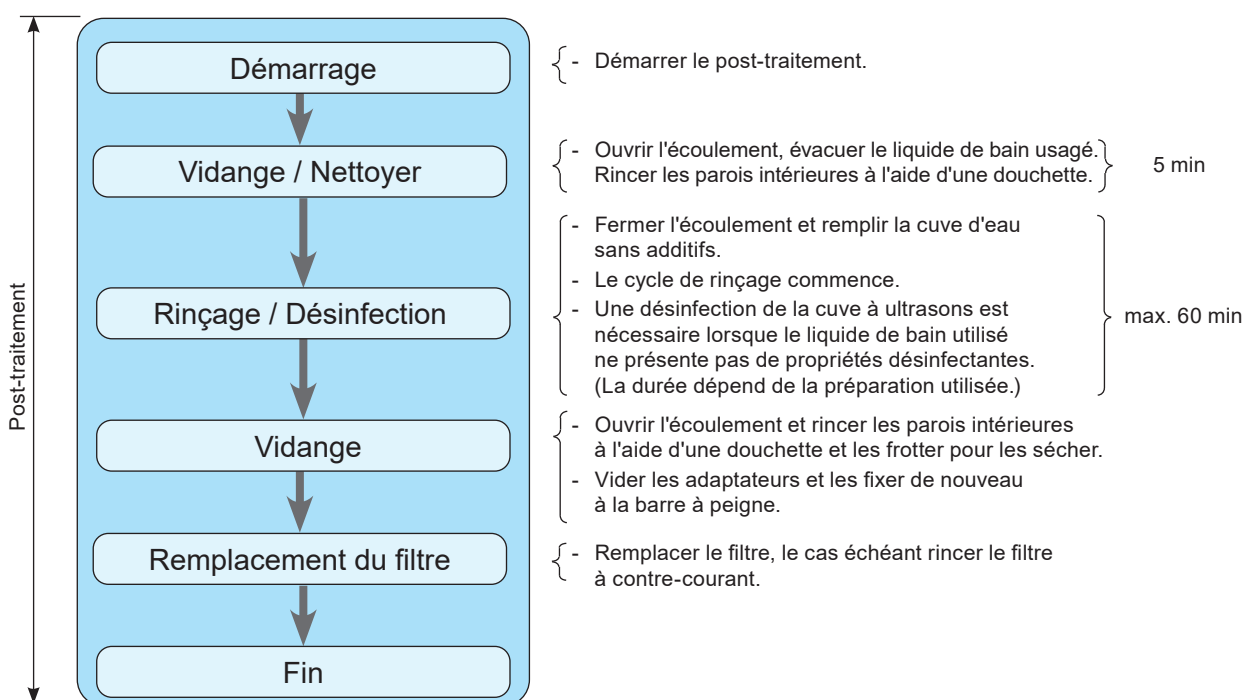 Post-traitement
Démarrage
- Démarrer le post-traitement.
Vidange / Nettoyer
- Ouvrir l'écoulement, évacuer le liquide de bain usagé.
Rincer les parois intérieures à l'aide d'une douchette.
5 min
Rinçage / Désinfection
- Fermer l'écoulement et remplir la cuve d'eau
sans additifs.
- Le cycle de rinçage commence.
- Une désinfection de la cuve à ultrasons est
nécessaire lorsque le liquide de bain utilisé
ne présente pas de propriétés désinfectantes.
(La durée dépend de la préparation utilisée.)
max. 60 min
Vidange
- Ouvrir l'écoulement et rincer les parois intérieures
à l'aide d'une douchette et les frotter pour les sécher.
- Vider les adaptateurs et les fixer de nouveau
à la barre à peigne.
Remplacement du filtre
- Remplacer le filtre, le cas échéant rincer le filtre
à contre-courant.
Fin